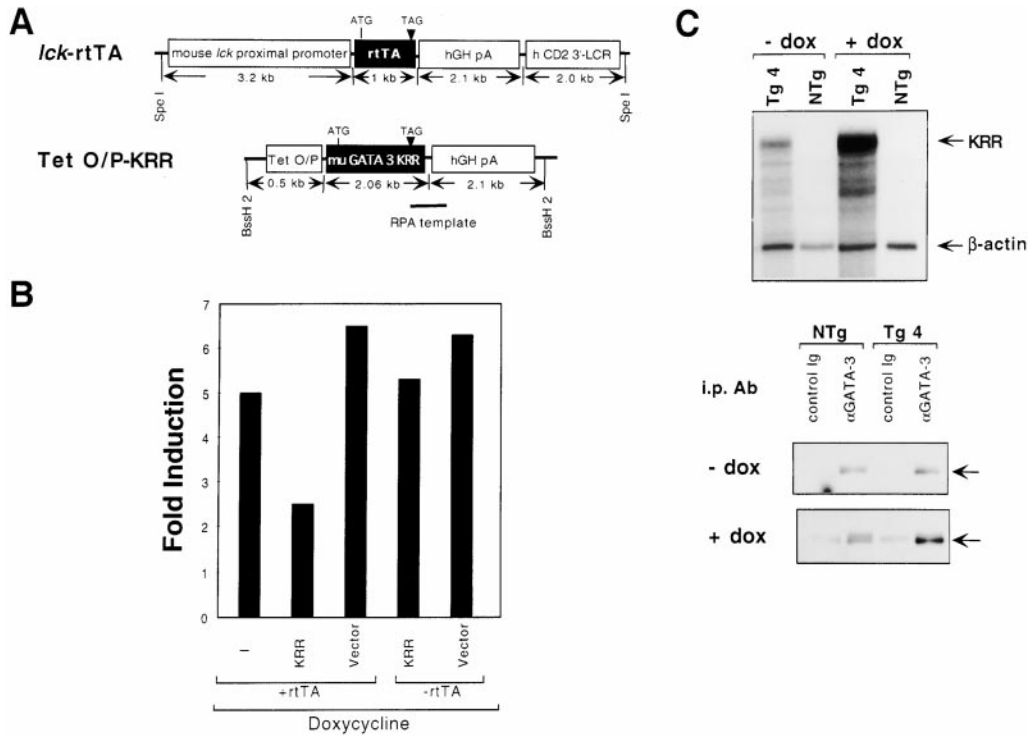 A
lck-rtTA
ATG
TAG
mouse lck proximal promoter
rtTA
hGH pA
h CD2 3'-LCR
3.2 kb
1 kb
2.1 kb
2.0 kb
Spe I
Spe I
Tet O/P-KRR
ATG
TAG
Tet O/P
mu GATA 3 KRR
hGH pA
0.5 kb
2.06 kb
2.1 kb
BssH 2
BssH 2
RPA template
B
Fold Induction
7
6
5
4
3
2
1
0
I
KRR
Vector
KRR
Vector
+rtTA
-rtTA
Doxycycline
C
- dox
+ dox
Tg 4
NTg
Tg 4
NTg
KRR
β-actin
NTg
Tg 4
i.p. Ab
control Ig
αGATA-3
control Ig
αGATA-3
- dox
+ dox